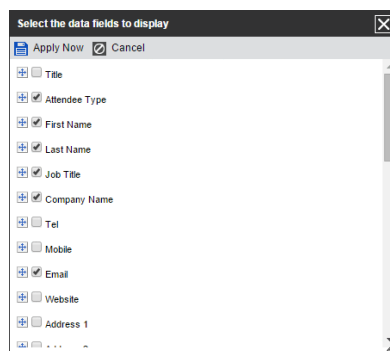 Select the data fields to display
Apply Now Cancel
Title
Attendee Type
First Name
Last Name
Job Title
Company Name
Tel
Mobile
Email
Website
Address 1